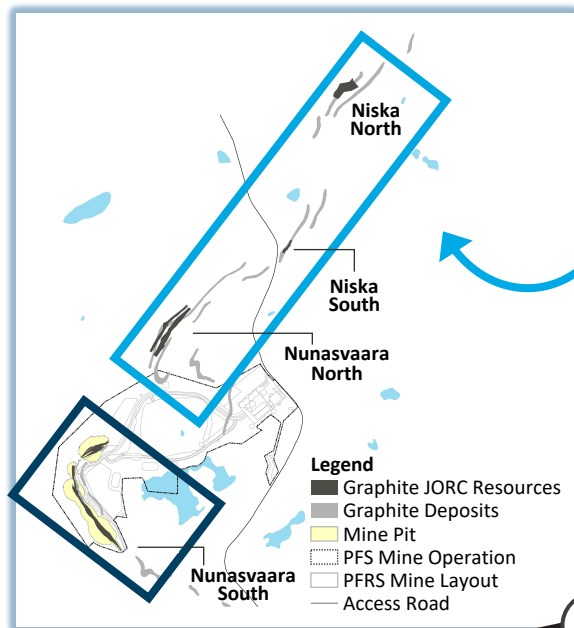 Niska
North
Niska
South
Nunasvaara
North
Nunasvaara
South
Legend
Graphite JORC Resources
Graphite Deposits
Mine Pit
PFS Mine Operation
PFRS Mine Layout
Access Road